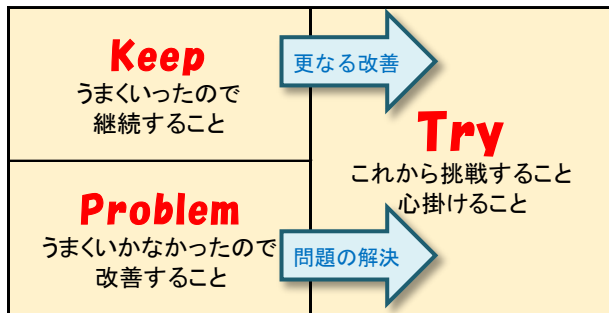 Keep
うまくいったので
継続すること
更なる改善
Problem
うまくいかなかったので
改善すること
問題の解決
Try
これから挑戦すること
心掛けること